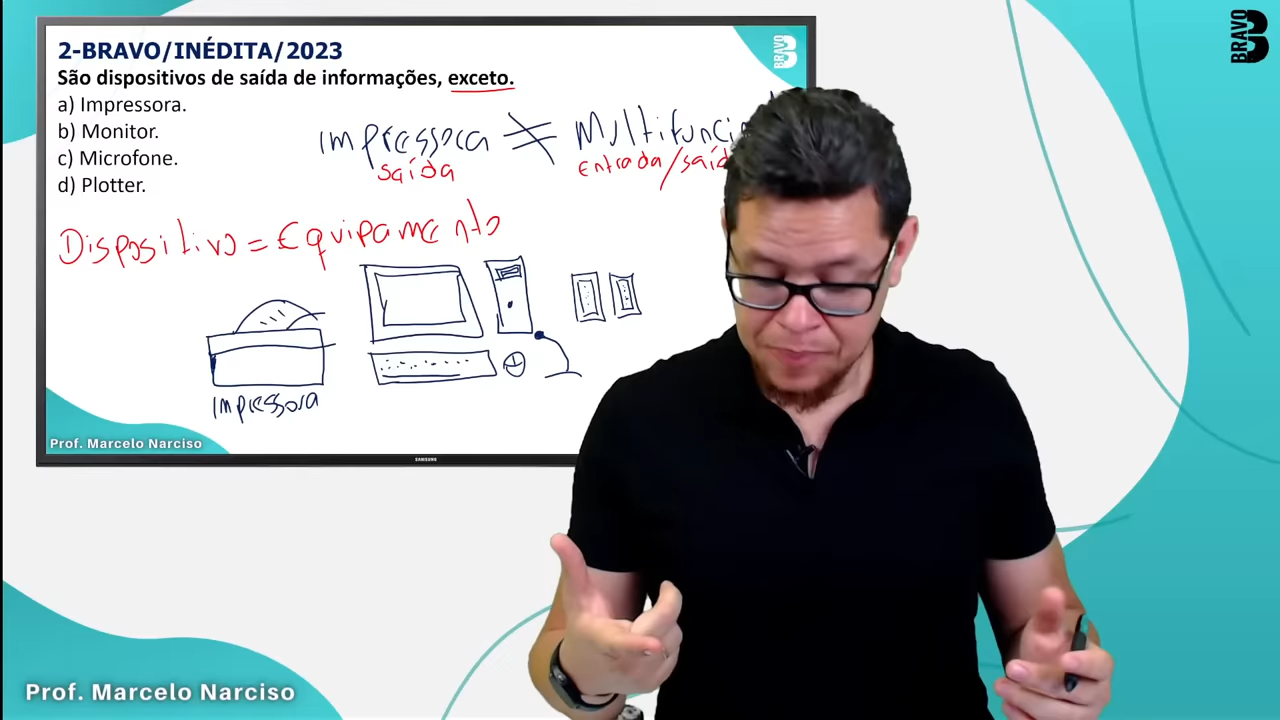 2-BRAVO/INÉDITA/2023
São dispositivos de saída de informações, exceto.
a) Impressora.
b) Monitor.
c) Microfone.
d) Plotter.
Impressora ≠
saída
Entrada/saíd
Dispositivo = Equipamento
Impressora
Prof. Marcelo Narciso
SAMSUNG
Prof. Marcelo Narciso
BRAVO
BRAVO